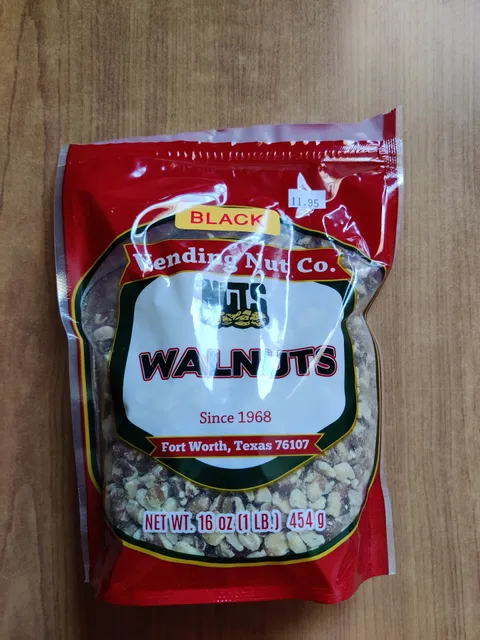 11.95
BLACK
Vending Nut Co.
NUTS
WALNUTS
Since 1968
Fort Worth, Texas 76107
NET WT. 16 OZ (1 LB.) 454 g